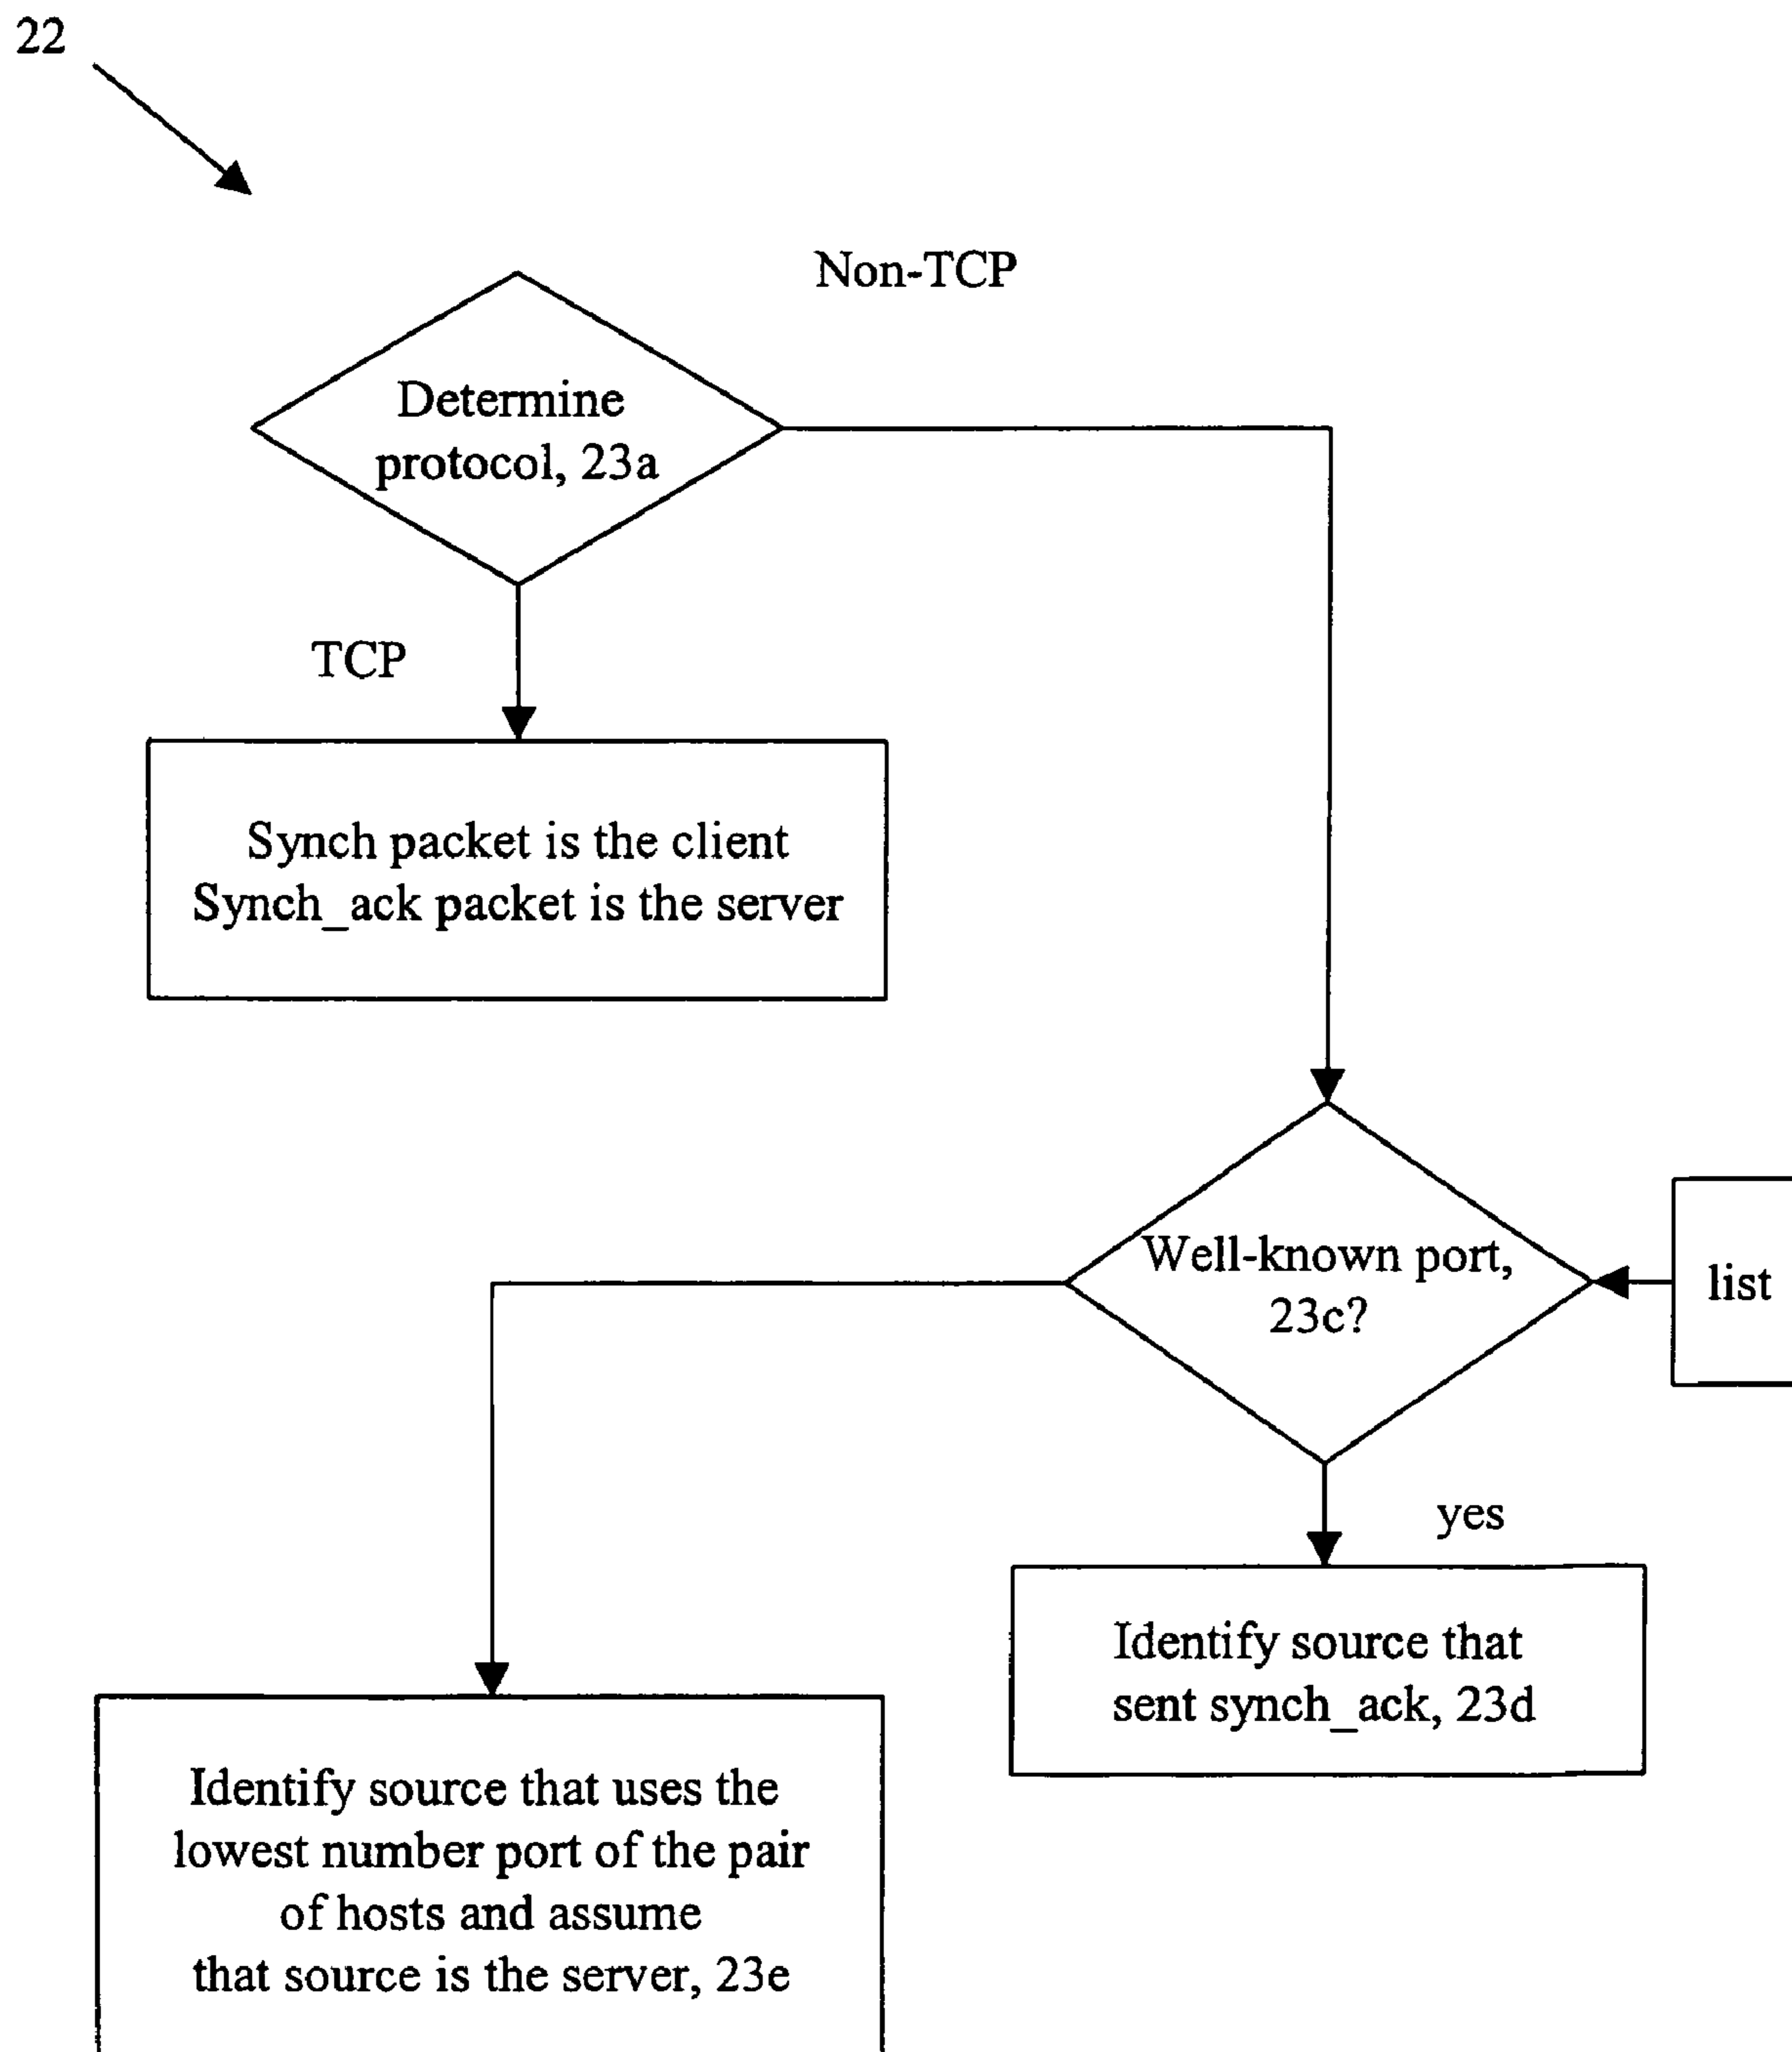 22
Non-TCP
Determine
protocol, 23a
TCP
Synch packet is the client
Synch_ack packet is the server
Well-known port,
23c?
list
yes
Identify source that
sent synch_ack, 23d
Identify source that uses the
lowest number port of the pair
of hosts and assume
that source is the server, 23e